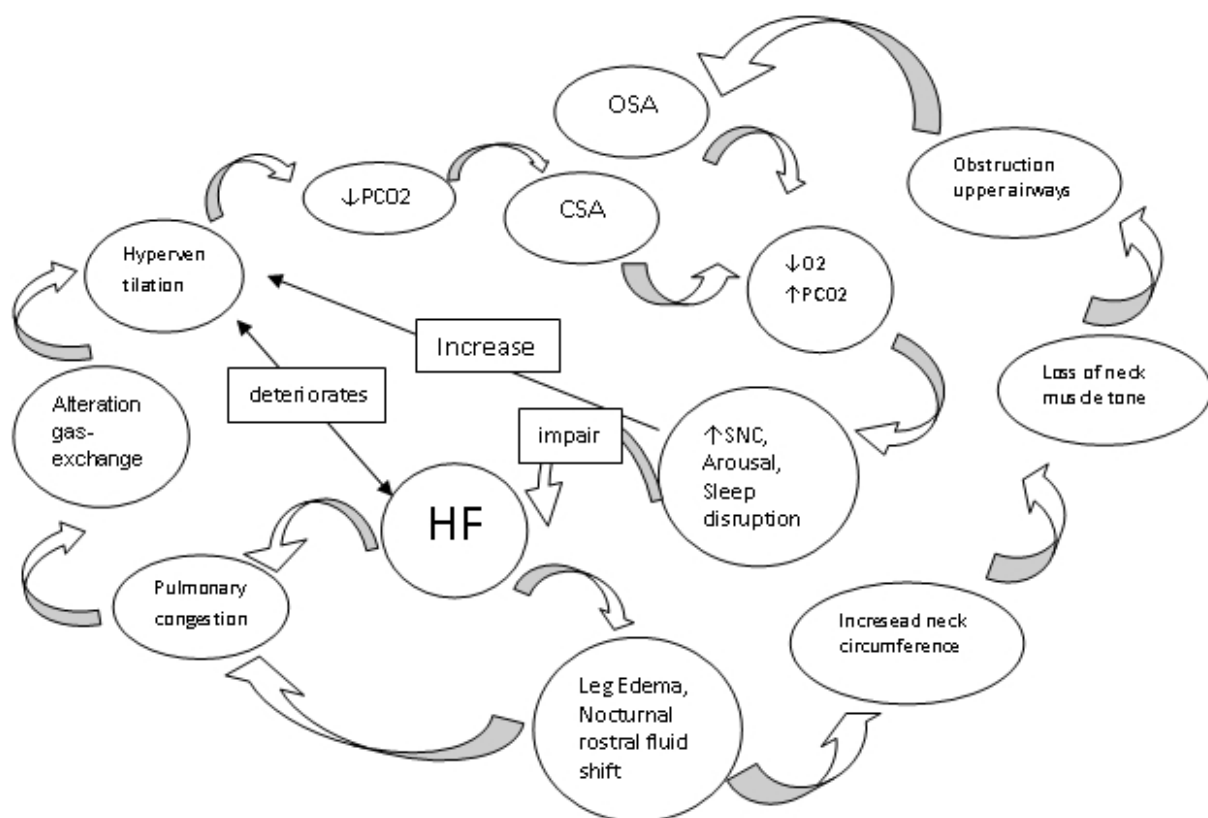 OSA
Obstruction
upper airways
↓PCO2
CSA
Hyperven
tilation
↓O2
↑PCO2
Increase
Loss of neck
muscle tone
deteriorates
Alteration
gas-
exchange
impair
↑SNC,
Arousal,
Sleep
disruption
HF
Pulmonary
congestion
Incresead neck
circumference
Leg Edema,
Nocturnal
rostral fluid
shift